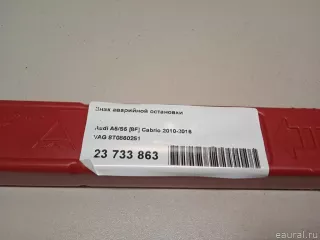 Знак аварийной остановки
Audi A5/S5 [8F] Cabrio 2010-2016
VAG 8T0860251
23 733 863
© eaural.ru